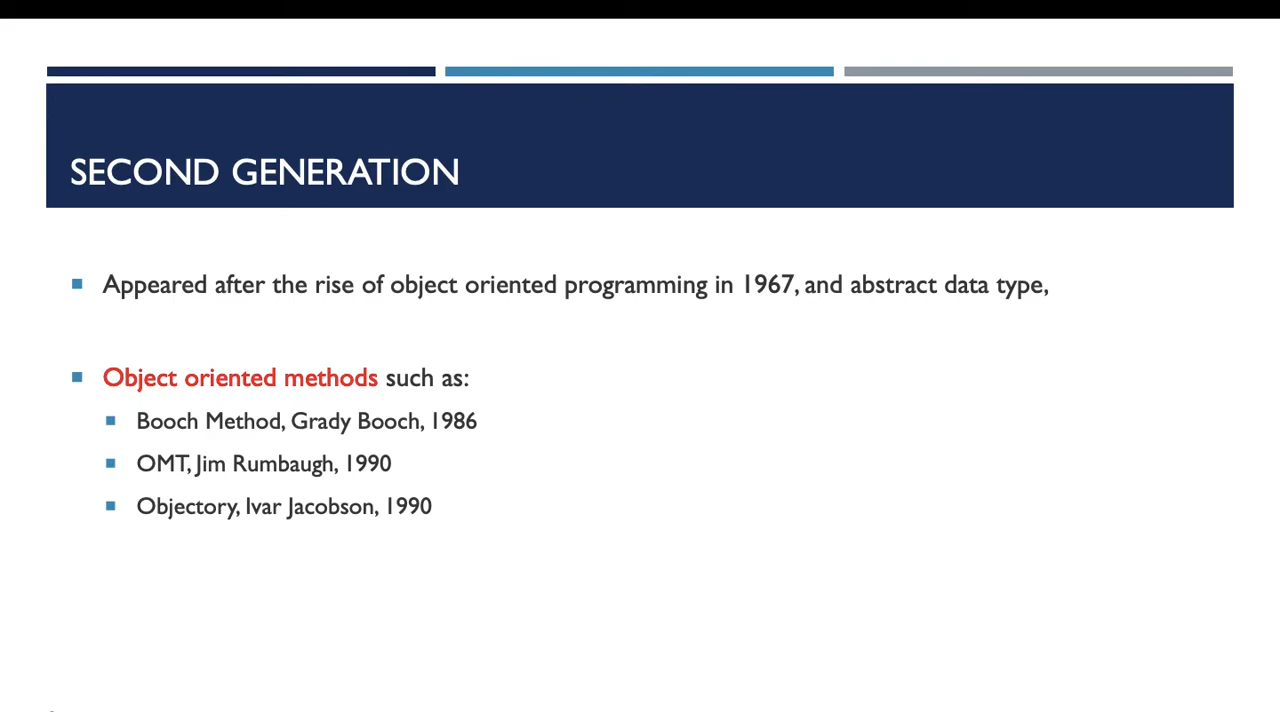 SECOND GENERATION
Appeared after the rise of object oriented programming in 1967, and abstract data type,
Object oriented methods such as:
Booch Method, Grady Booch, 1986
OMT, Jim Rumbaugh, 1990
Objectory, Ivar Jacobson, 1990